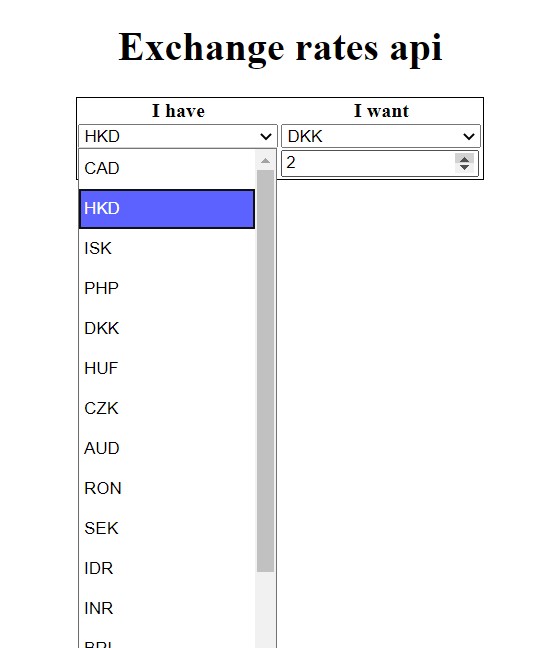 Exchange rates api
I have I want
HKD DKK
2
CAD
HKD
ISK
PHP
DKK
HUF
CZK
AUD
RON
SEK
IDR
INR